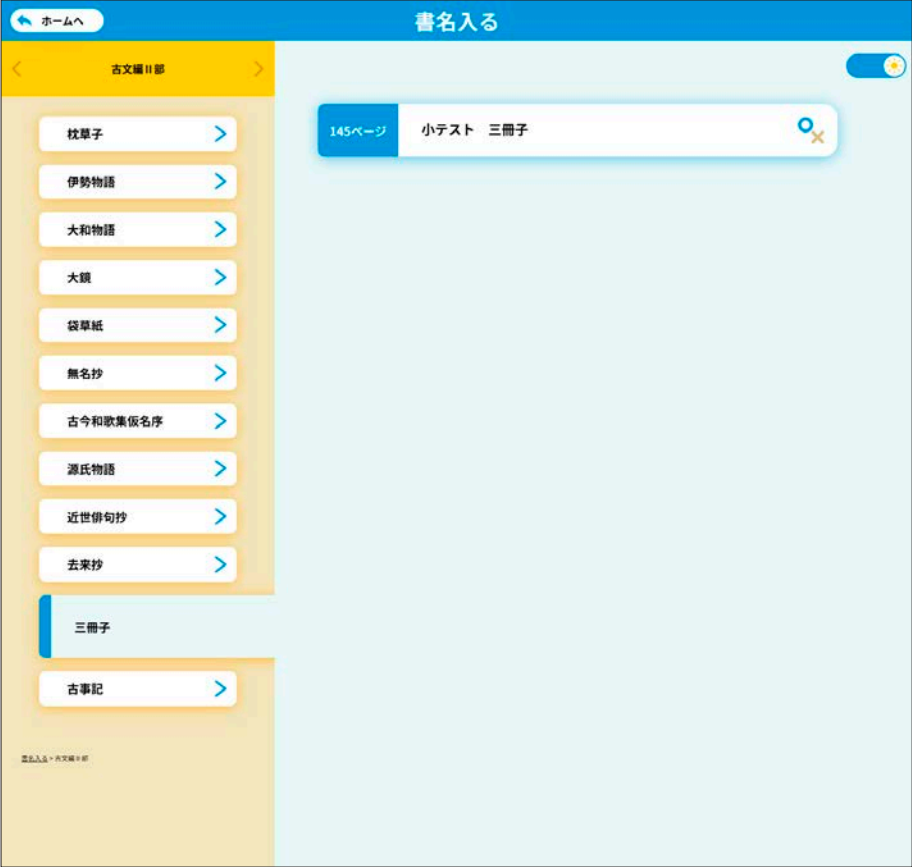 ホームへ
書名入る
古文編Ⅱ部
枕草子
伊勢物語
大和物語
大鏡
袋草紙
無名抄
古今和歌集仮名序
源氏物語
近世俳句抄
去来抄
三冊子
古事記
書名入る > 古文編Ⅱ部
145ページ
小テスト　三冊子